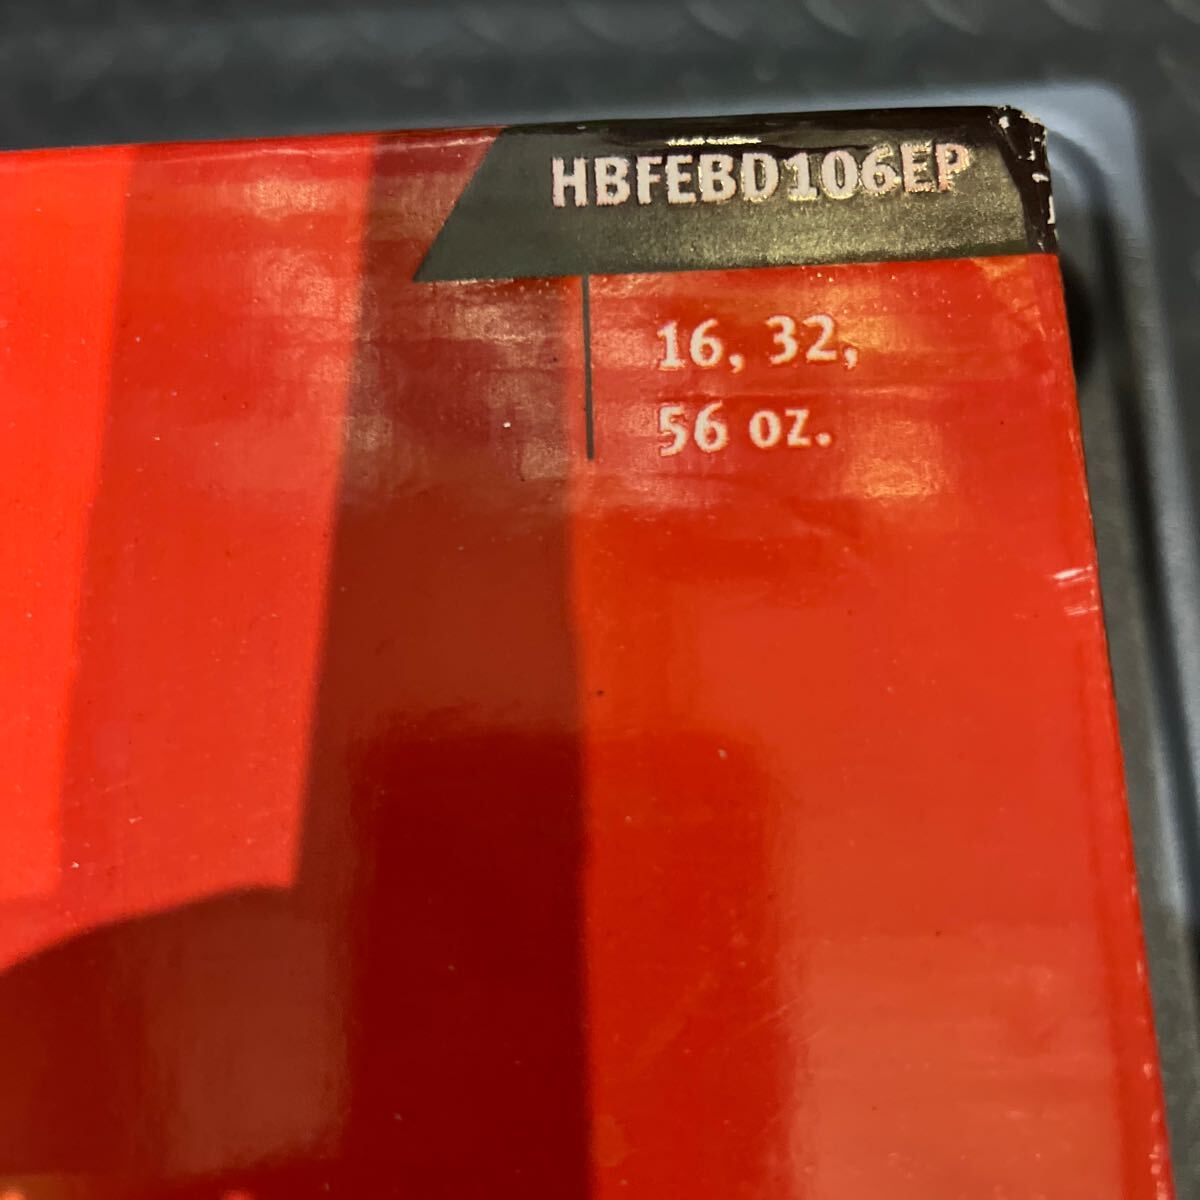 HBFEBD106EP
16, 32,
56 oz.